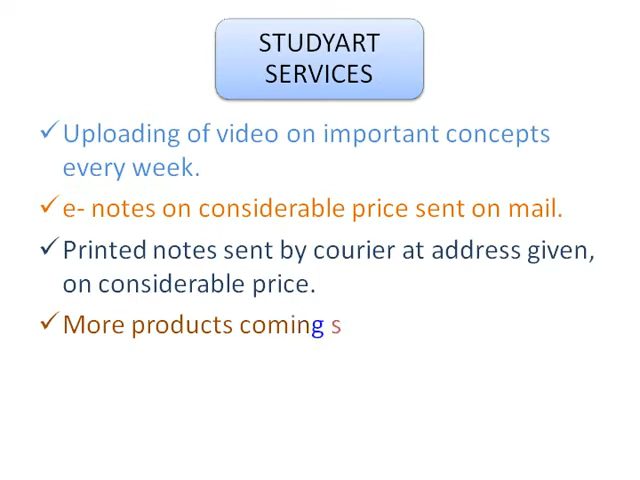 STUDYART
SERVICES
✓ Uploading of video on important concepts
every week.
✓ e- notes on considerable price sent on mail.
✓ Printed notes sent by courier at address given,
on considerable price.
✓ More products coming s